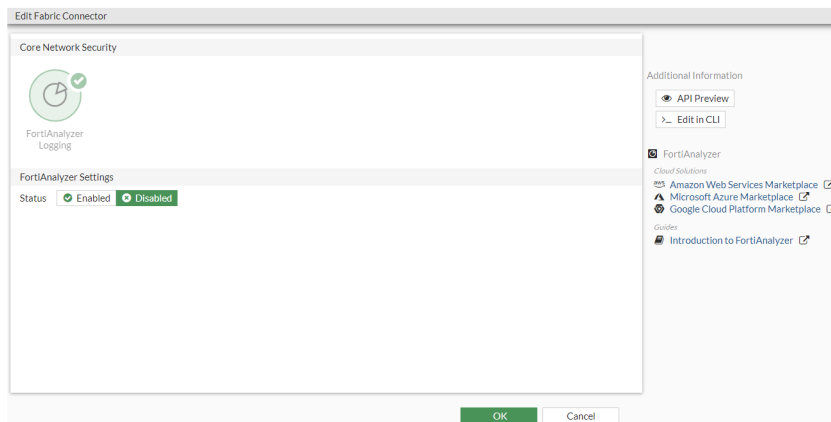 Edit Fabric Connector
Core Network Security
FortiAnalyzer
Logging
FortiAnalyzer Settings
Status Enabled Disabled
OK Cancel
Additional Information
API Preview
>_ Edit in CLI
FortiAnalyzer
Cloud Solutions
aws Amazon Web Services Marketplace
Microsoft Azure Marketplace
Google Cloud Platform Marketplace
Guides
Introduction to FortiAnalyzer